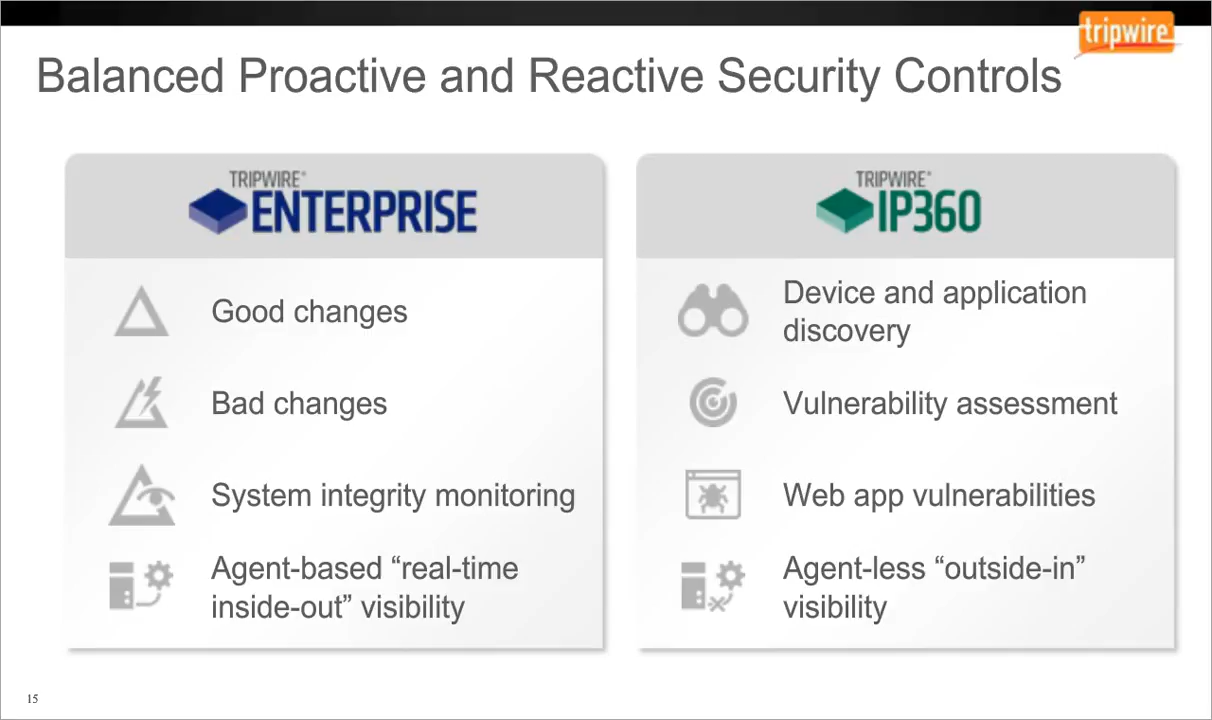 tripwire
Balanced Proactive and Reactive Security Controls
TRIPWIRE®
ENTERPRISE
Good changes
Bad changes
System integrity monitoring
Agent-based “real-time
inside-out” visibility
TRIPWIRE®
IP360
Device and application
discovery
Vulnerability assessment
Web app vulnerabilities
Agent-less “outside-in”
visibility
15